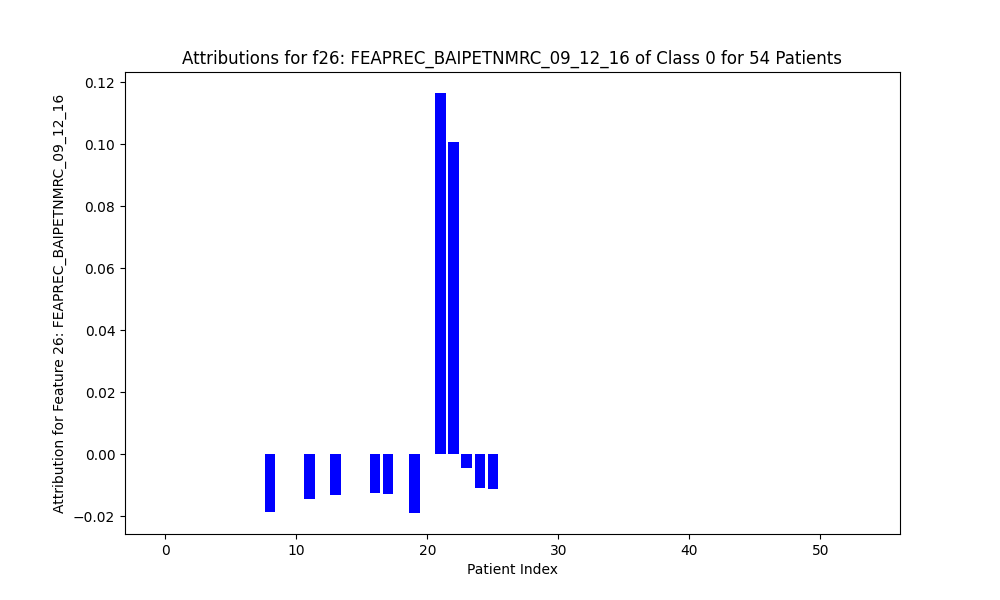 Attributions for f26: FEAPREC_BAIPETNMRC_09_12_16 of Class 0 for 54 Patients
Attribution for Feature 26: FEAPREC_BAIPETNMRC_09_12_16
0.12
0.10
0.08
0.06
0.04
0.02
0.00
−0.02
0 10 20 30 40 50
Patient Index